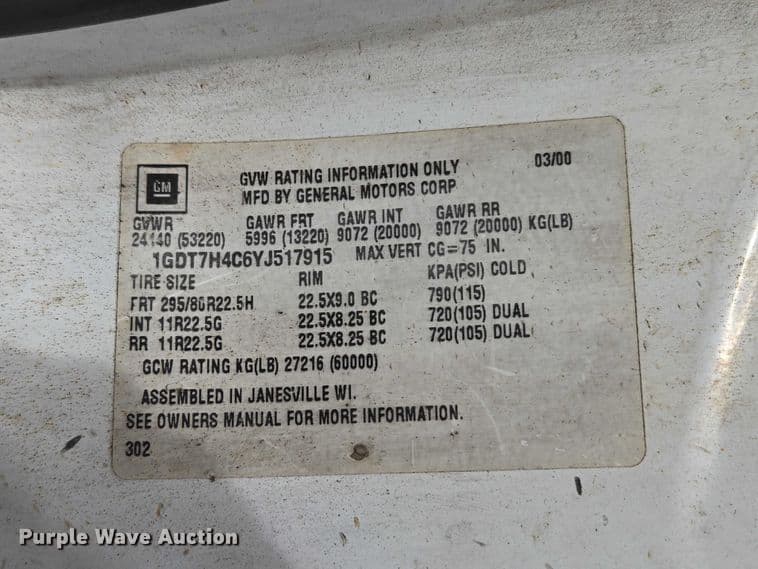 GM
GVW RATING INFORMATION ONLY 03/00
MFD BY GENERAL MOTORS CORP
GVWR GAWR FRT GAWR INT GAWR RR
24140 (53220) 5996 (13220) 9072 (20000) 9072 (20000) KG(LB)
1GDT7H4C6YJ517915 MAX VERT CG=75 IN.
TIRE SIZE RIM KPA(PSI) COLD
FRT 295/80R22.5H 22.5X9.0 BC 790(115)
INT 11R22.5G 22.5X8.25 BC 720(105) DUAL
RR 11R22.5G 22.5X8.25 BC 720(105) DUAL
GCW RATING KG(LB) 27216 (60000)
ASSEMBLED IN JANESVILLE WI.
SEE OWNERS MANUAL FOR MORE INFORMATION.
302
Purple Wave Auction